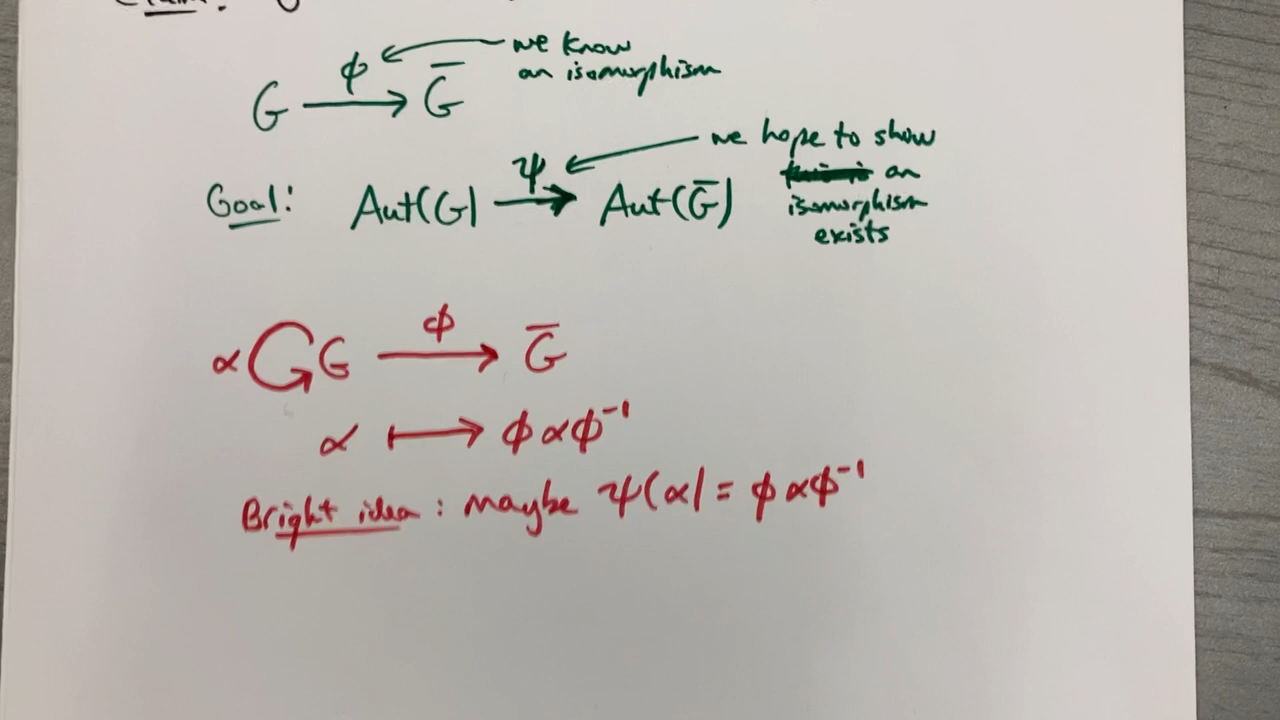 G —ϕ→ G̅ we know
an isomorphism
Goal: Aut(G) —ψ→ Aut(G̅) we hope to show
an
isomorphism
exists
α G —ϕ→ G̅
α ⟼ ϕαϕ⁻¹
Bright idea: Maybe ψ(α) = ϕαϕ⁻¹